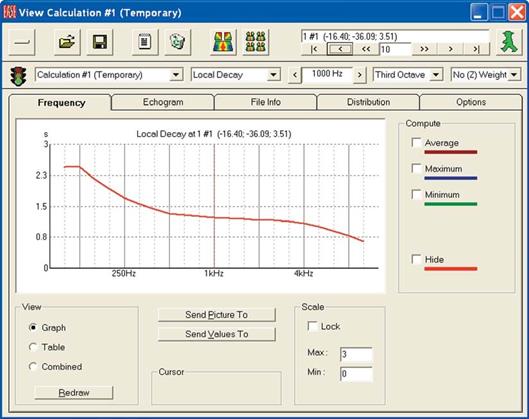 EASE View Calculation #1 (Temporary)
1 #1 (-16.40; -36.09; 3.51)
|< < << 10 >> > >|
Calculation #1 (Temporary) Local Decay < 1000 Hz > Third Octave No (Z) Weight
Frequency Echogram File Info Distribution Options
s Local Decay at 1 #1 (-16.40; -36.09; 3.51)
3
2.3
1.5
0.8
0
250Hz 1kHz 4kHz
Compute
Average
Maximum
Minimum
Hide
View
Graph
Table
Combined
Redraw
Send Picture To
Send Values To
Cursor
Scale
Lock
Max : 3
Min : 0